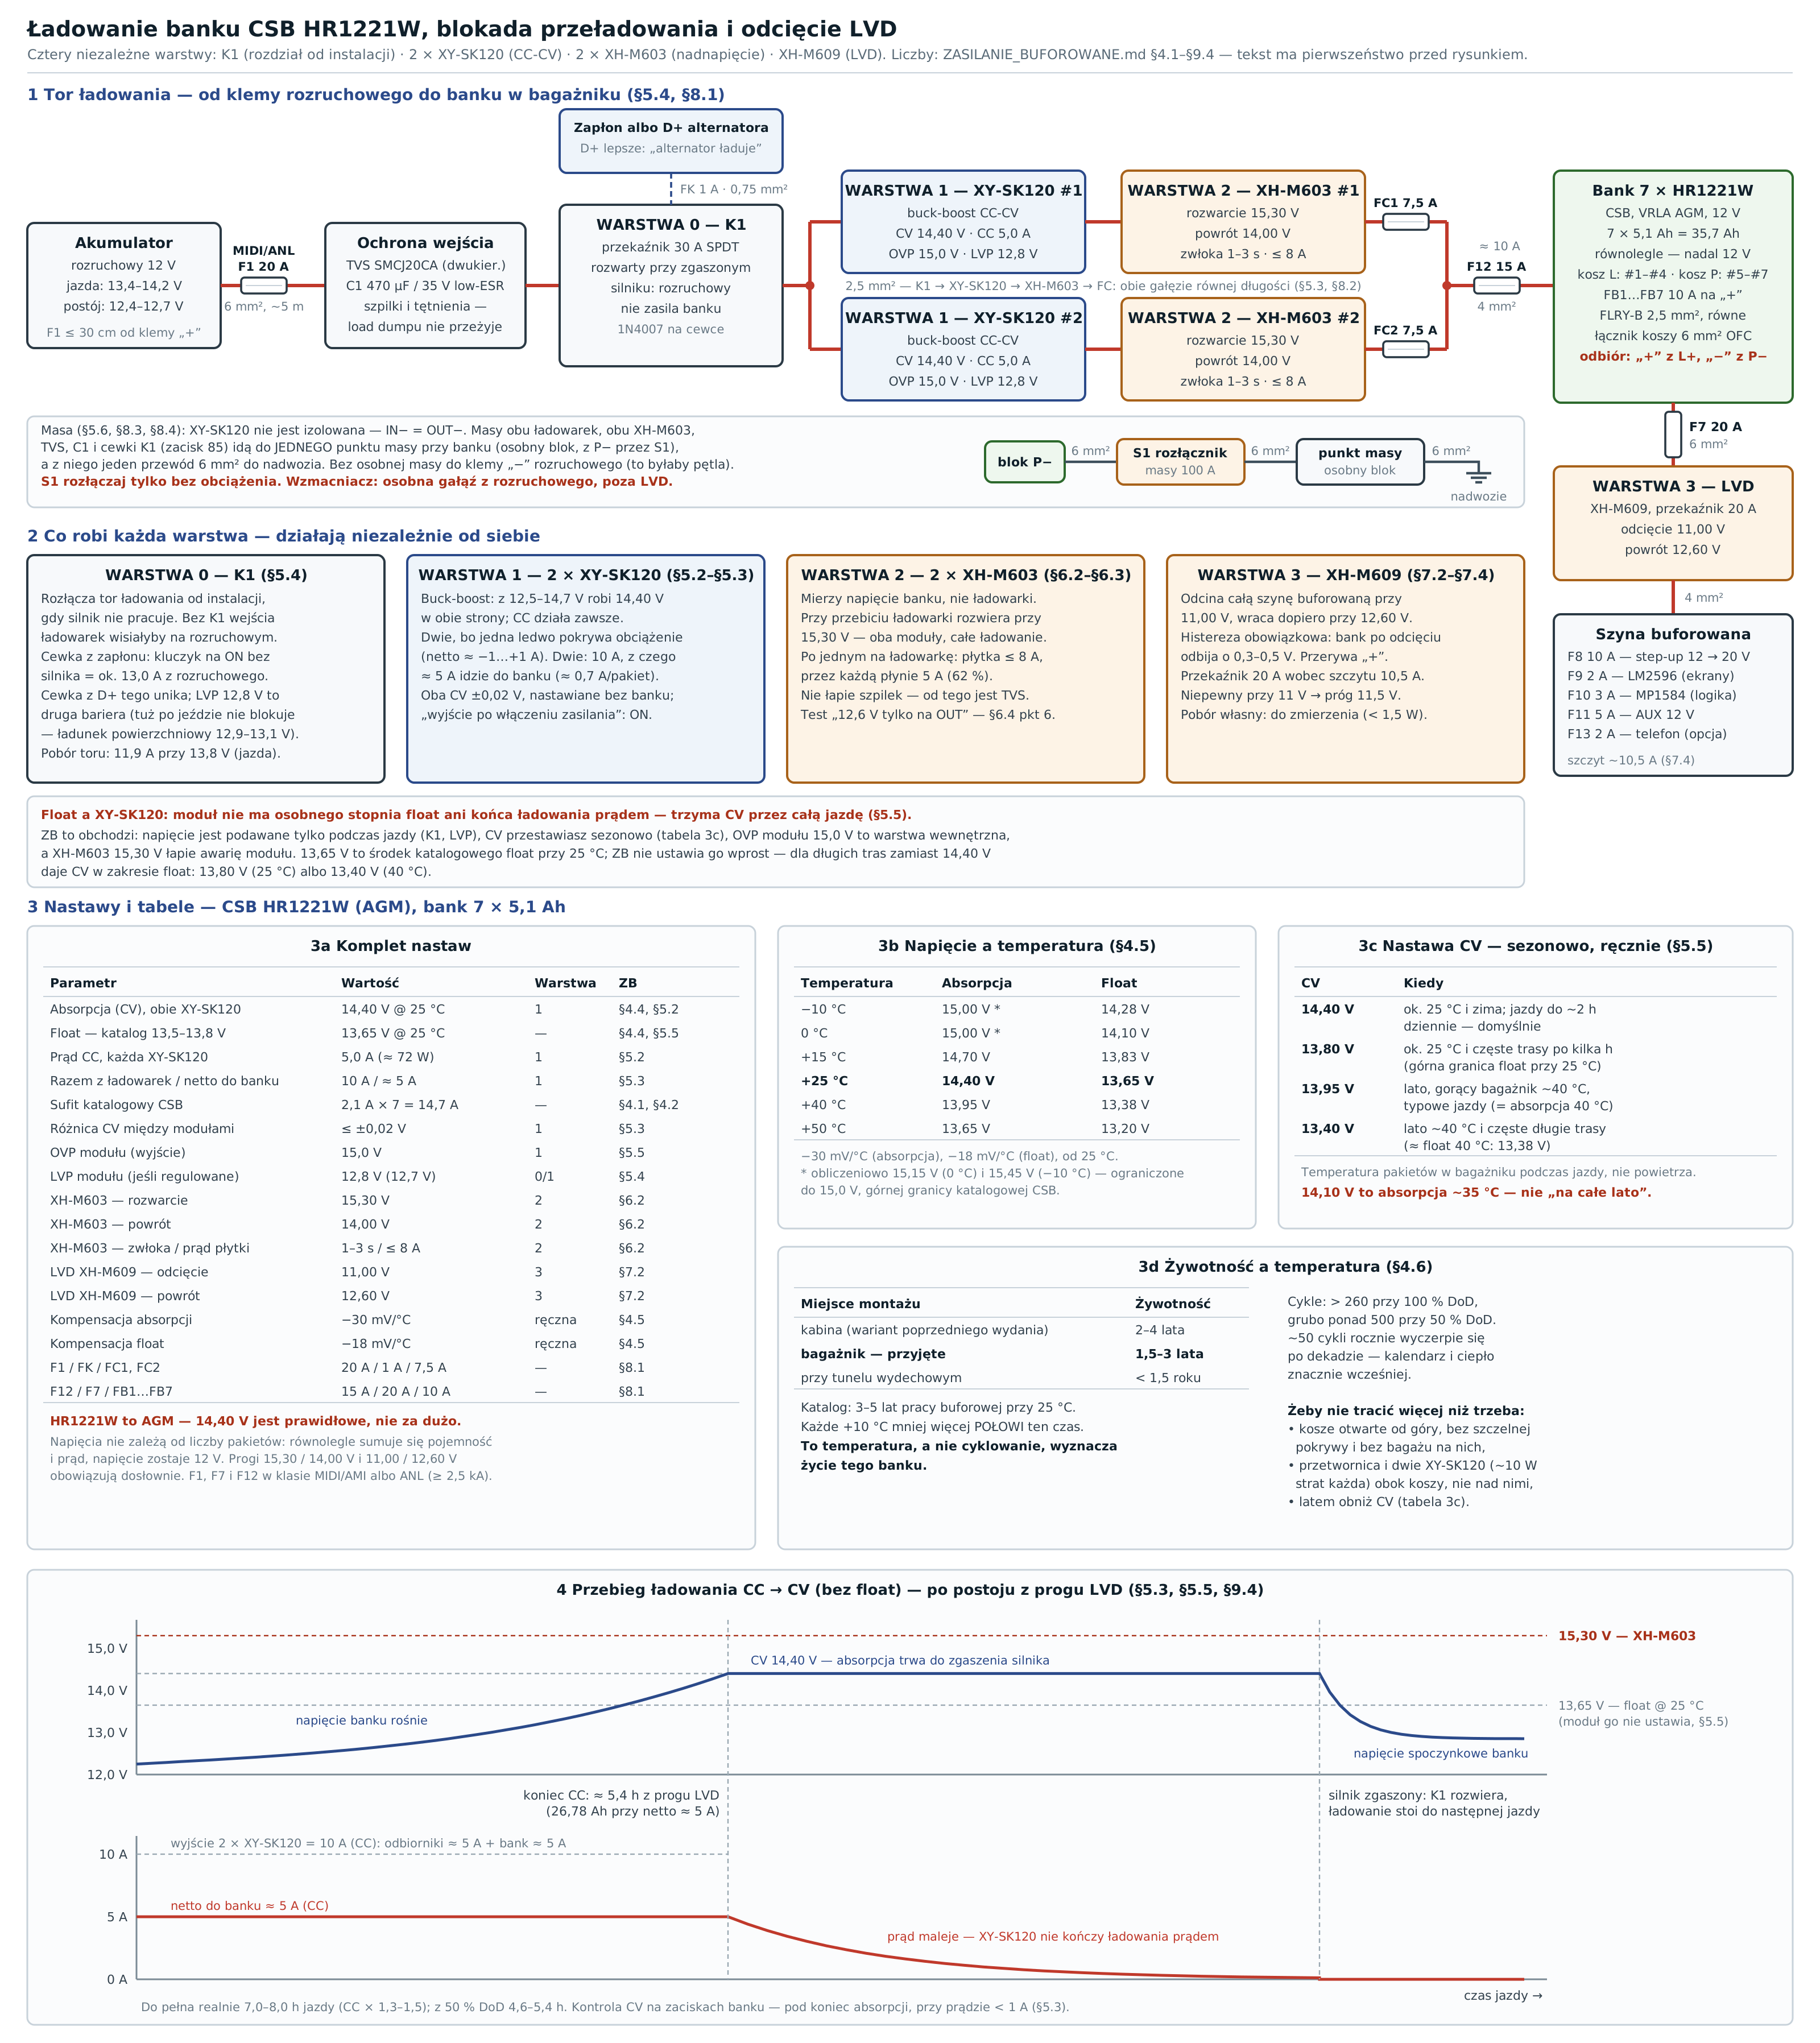 Ładowanie banku CSB HR1221W, blokada przeładowania i odcięcie LVD
Cztery niezależne warstwy: K1 (rozdział od instalacji) · 2 × XY-SK120 (CC-CV) · 2 × XH-M603 (nadnapięcie) · XH-M609 (LVD). Liczby: ZASILANIE_BUFOROWANE.md §4.1–§9.4 — tekst ma pierwszeństwo przed rysunkiem.
1 Tor ładowania — od klemy rozruchowego do banku w bagażniku (§5.4, §8.1)
Zapłon albo D+ alternatora
D+ lepsze: „alternator ładuje”
FK 1 A · 0,75 mm²
Akumulator
rozruchowy 12 V
jazda: 13,4–14,2 V
postój: 12,4–12,7 V
F1 ≤ 30 cm od klemy „+”
MIDI/ANL
F1 20 A
6 mm², ~5 m
Ochrona wejścia
TVS SMCJ20CA (dwukier.)
C1 470 µF / 35 V low-ESR
szpilki i tętnienia —
load dumpu nie przeżyje
WARSTWA 0 — K1
przekaźnik 30 A SPDT
rozwarty przy zgaszonym
silniku: rozruchowy
nie zasila banku
1N4007 na cewce
WARSTWA 1 — XY-SK120 #1
buck-boost CC-CV
CV 14,40 V · CC 5,0 A
OVP 15,0 V · LVP 12,8 V
WARSTWA 2 — XH-M603 #1
rozwarcie 15,30 V
powrót 14,00 V
zwłoka 1–3 s · ≤ 8 A
FC1 7,5 A
2,5 mm² — K1 → XY-SK120 → XH-M603 → FC: obie gałęzie równej długości (§5.3, §8.2)
WARSTWA 1 — XY-SK120 #2
buck-boost CC-CV
CV 14,40 V · CC 5,0 A
OVP 15,0 V · LVP 12,8 V
WARSTWA 2 — XH-M603 #2
rozwarcie 15,30 V
powrót 14,00 V
zwłoka 1–3 s · ≤ 8 A
FC2 7,5 A
≈ 10 A
F12 15 A
4 mm²
Bank 7 × HR1221W
CSB, VRLA AGM, 12 V
7 × 5,1 Ah = 35,7 Ah
równolegle — nadal 12 V
kosz L: #1–#4 · kosz P: #5–#7
FB1…FB7 10 A na „+”
FLRY-B 2,5 mm², równe
łącznik koszy 6 mm² OFC
odbiór: „+” z L+, „−” z P−
Masa (§5.6, §8.3, §8.4): XY-SK120 nie jest izolowana — IN− = OUT−. Masy obu ładowarek, obu XH-M603,
TVS, C1 i cewki K1 (zacisk 85) idą do JEDNEGO punktu masy przy banku (osobny blok, z P− przez S1),
a z niego jeden przewód 6 mm² do nadwozia. Bez osobnej masy do klemy „−” rozruchowego (to byłaby pętla).
S1 rozłączaj tylko bez obciążenia. Wzmacniacz: osobna gałąź z rozruchowego, poza LVD.
blok P−
6 mm²
S1 rozłącznik
masy 100 A
6 mm²
punkt masy
osobny blok
6 mm²
nadwozie
F7 20 A
6 mm²
WARSTWA 3 — LVD
XH-M609, przekaźnik 20 A
odcięcie 11,00 V
powrót 12,60 V
4 mm²
Szyna buforowana
F8 10 A — step-up 12 → 20 V
F9 2 A — LM2596 (ekrany)
F10 3 A — MP1584 (logika)
F11 5 A — AUX 12 V
F13 2 A — telefon (opcja)
szczyt ~10,5 A (§7.4)
2 Co robi każda warstwa — działają niezależnie od siebie
WARSTWA 0 — K1 (§5.4)
Rozłącza tor ładowania od instalacji,
gdy silnik nie pracuje. Bez K1 wejścia
ładowarek wisiałyby na rozruchowym.
Cewka z zapłonu: kluczyk na ON bez
silnika = ok. 13,0 A z rozruchowego.
Cewka z D+ tego unika; LVP 12,8 V to
druga bariera (tuż po jeździe nie blokuje
— ładunek powierzchniowy 12,9–13,1 V).
Pobór toru: 11,9 A przy 13,8 V (jazda).
WARSTWA 1 — 2 × XY-SK120 (§5.2–§5.3)
Buck-boost: z 12,5–14,7 V robi 14,40 V
w obie strony; CC działa zawsze.
Dwie, bo jedna ledwo pokrywa obciążenie
(netto ≈ −1…+1 A). Dwie: 10 A, z czego
≈ 5 A idzie do banku (≈ 0,7 A/pakiet).
Oba CV ±0,02 V, nastawiane bez banku;
„wyjście po włączeniu zasilania”: ON.
WARSTWA 2 — 2 × XH-M603 (§6.2–§6.3)
Mierzy napięcie banku, nie ładowarki.
Przy przebiciu ładowarki rozwiera przy
15,30 V — oba moduły, całe ładowanie.
Po jednym na ładowarkę: płytka ≤ 8 A,
przez każdą płynie 5 A (62 %).
Nie łapie szpilek — od tego jest TVS.
Test „12,6 V tylko na OUT” — §6.4 pkt 6.
WARSTWA 3 — XH-M609 (§7.2–§7.4)
Odcina całą szynę buforowaną przy
11,00 V, wraca dopiero przy 12,60 V.
Histereza obowiązkowa: bank po odcięciu
odbija o 0,3–0,5 V. Przerywa „+”.
Przekaźnik 20 A wobec szczytu 10,5 A.
Niepewny przy 11 V → próg 11,5 V.
Pobór własny: do zmierzenia (< 1,5 W).
Float a XY-SK120: moduł nie ma osobnego stopnia float ani końca ładowania prądem — trzyma CV przez całą jazdę (§5.5).
ZB to obchodzi: napięcie jest podawane tylko podczas jazdy (K1, LVP), CV przestawiasz sezonowo (tabela 3c), OVP modułu 15,0 V to warstwa wewnętrzna,
a XH-M603 15,30 V łapie awarię modułu. 13,65 V to środek katalogowego float przy 25 °C; ZB nie ustawia go wprost — dla długich tras zamiast 14,40 V
daje CV w zakresie float: 13,80 V (25 °C) albo 13,40 V (40 °C).
3 Nastawy i tabele — CSB HR1221W (AGM), bank 7 × 5,1 Ah
3a Komplet nastaw
Parametr Wartość Warstwa ZB
Absorpcja (CV), obie XY-SK120 14,40 V @ 25 °C 1 §4.4, §5.2
Float — katalog 13,5–13,8 V 13,65 V @ 25 °C — §4.4, §5.5
Prąd CC, każda XY-SK120 5,0 A (≈ 72 W) 1 §5.2
Razem z ładowarek / netto do banku 10 A / ≈ 5 A 1 §5.3
Sufit katalogowy CSB 2,1 A × 7 = 14,7 A — §4.1, §4.2
Różnica CV między modułami ≤ ±0,02 V 1 §5.3
OVP modułu (wyjście) 15,0 V 1 §5.5
LVP modułu (jeśli regulowane) 12,8 V (12,7 V) 0/1 §5.4
XH-M603 — rozwarcie 15,30 V 2 §6.2
XH-M603 — powrót 14,00 V 2 §6.2
XH-M603 — zwłoka / prąd płytki 1–3 s / ≤ 8 A 2 §6.2
LVD XH-M609 — odcięcie 11,00 V 3 §7.2
LVD XH-M609 — powrót 12,60 V 3 §7.2
Kompensacja absorpcji −30 mV/°C ręczna §4.5
Kompensacja float −18 mV/°C ręczna §4.5
F1 / FK / FC1, FC2 20 A / 1 A / 7,5 A — §8.1
F12 / F7 / FB1…FB7 15 A / 20 A / 10 A — §8.1
HR1221W to AGM — 14,40 V jest prawidłowe, nie za dużo.
Napięcia nie zależą od liczby pakietów: równolegle sumuje się pojemność
i prąd, napięcie zostaje 12 V. Progi 15,30 / 14,00 V i 11,00 / 12,60 V
obowiązują dosłownie. F1, F7 i F12 w klasie MIDI/AMI albo ANL (≥ 2,5 kA).
3b Napięcie a temperatura (§4.5)
Temperatura Absorpcja Float
−10 °C 15,00 V * 14,28 V
0 °C 15,00 V * 14,10 V
+15 °C 14,70 V 13,83 V
+25 °C 14,40 V 13,65 V
+40 °C 13,95 V 13,38 V
+50 °C 13,65 V 13,20 V
−30 mV/°C (absorpcja), −18 mV/°C (float), od 25 °C.
* obliczeniowo 15,15 V (0 °C) i 15,45 V (−10 °C) — ograniczone
do 15,0 V, górnej granicy katalogowej CSB.
3c Nastawa CV — sezonowo, ręcznie (§5.5)
CV Kiedy
14,40 V ok. 25 °C i zima; jazdy do ~2 h
dziennie — domyślnie
13,80 V ok. 25 °C i częste trasy po kilka h
(górna granica float przy 25 °C)
13,95 V lato, gorący bagażnik ~40 °C,
typowe jazdy (= absorpcja 40 °C)
13,40 V lato ~40 °C i częste długie trasy
(≈ float 40 °C: 13,38 V)
Temperatura pakietów w bagażniku podczas jazdy, nie powietrza.
14,10 V to absorpcja ~35 °C — nie „na całe lato”.
3d Żywotność a temperatura (§4.6)
Miejsce montażu Żywotność
kabina (wariant poprzedniego wydania) 2–4 lata
bagażnik — przyjęte 1,5–3 lata
przy tunelu wydechowym < 1,5 roku
Katalog: 3–5 lat pracy buforowej przy 25 °C.
Każde +10 °C mniej więcej POŁOWI ten czas.
To temperatura, a nie cyklowanie, wyznacza
życie tego banku.
Cykle: > 260 przy 100 % DoD,
grubo ponad 500 przy 50 % DoD.
~50 cykli rocznie wyczerpie się
po dekadzie — kalendarz i ciepło
znacznie wcześniej.
Żeby nie tracić więcej niż trzeba:
• kosze otwarte od góry, bez szczelnej
pokrywy i bez bagażu na nich,
• przetwornica i dwie XY-SK120 (~10 W
strat każda) obok koszy, nie nad nimi,
• latem obniż CV (tabela 3c).
4 Przebieg ładowania CC → CV (bez float) — po postoju z progu LVD (§5.3, §5.5, §9.4)
15,30 V — XH-M603
15,0 V
CV 14,40 V — absorpcja trwa do zgaszenia silnika
14,0 V
13,65 V — float @ 25 °C
(moduł go nie ustawia, §5.5)
napięcie banku rośnie
13,0 V
napięcie spoczynkowe banku
12,0 V
koniec CC: ≈ 5,4 h z progu LVD
(26,78 Ah przy netto ≈ 5 A)
silnik zgaszony: K1 rozwiera,
ładowanie stoi do następnej jazdy
wyjście 2 × XY-SK120 = 10 A (CC): odbiorniki ≈ 5 A + bank ≈ 5 A
10 A
netto do banku ≈ 5 A (CC)
5 A
prąd maleje — XY-SK120 nie kończy ładowania prądem
0 A
czas jazdy →
Do pełna realnie 7,0–8,0 h jazdy (CC × 1,3–1,5); z 50 % DoD 4,6–5,4 h. Kontrola CV na zaciskach banku — pod koniec absorpcji, przy prądzie < 1 A (§5.3).